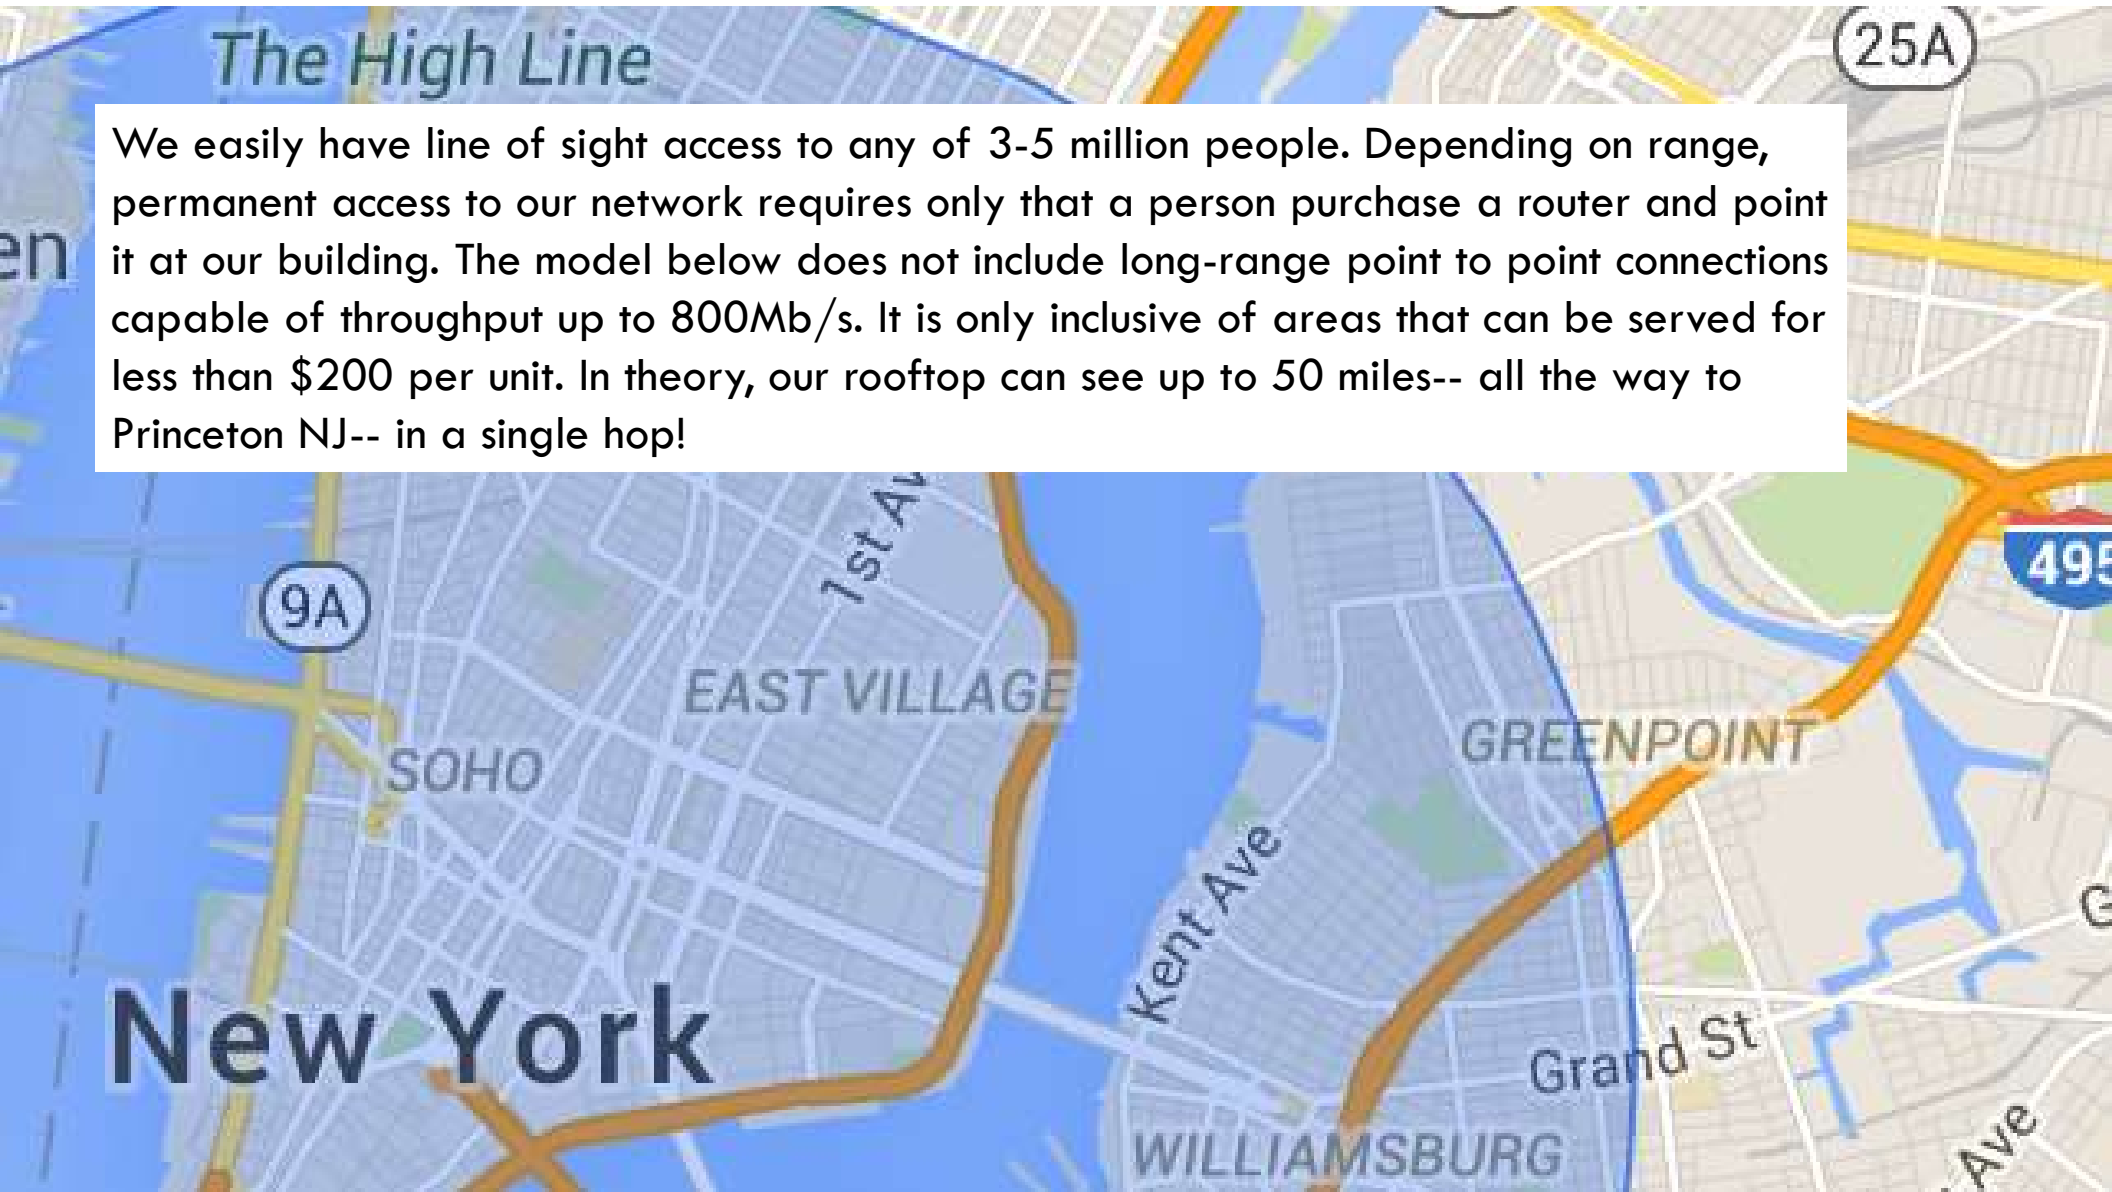 The High Line
25A
We easily have line of sight access to any of 3-5 million people. Depending on range,
permanent access to our network requires only that a person purchase a router and point
it at our building. The model below does not include long-range point to point connections
capable of throughput up to 800Mb/s. It is only inclusive of areas that can be served for
less than $200 per unit. In theory, our rooftop can see up to 50 miles-- all the way to
Princeton NJ-- in a single hop!
en
1st Av
495
9A
EAST VILLAGE
GREENPOINT
SOHO
Kent Ave
G
New York
Grand St
Ave
WILLIAMSBURG